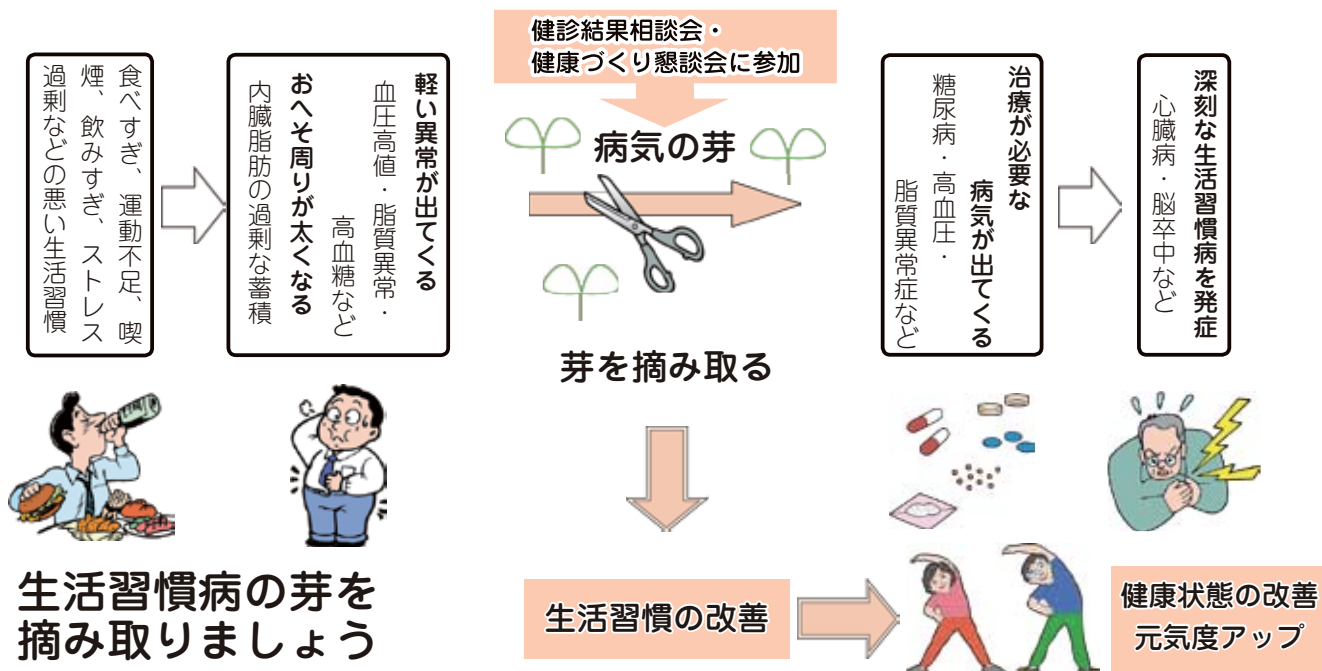 健診結果相談会・
健康づくり懇談会に参加
食べすぎ、運動不足、喫
煙、飲みすぎ、ストレス
過剰などの悪い生活習慣
軽い異常が出てくる
血圧高値・脂質異常・
高血糖など
おへそ周りが太くなる
内臓脂肪の過剰な蓄積
病気の芽
芽を摘み取る
治療が必要な
病気が出てくる
糖尿病・高血圧・
脂質異常症など
深刻な生活習慣病を発症
心臓病・脳卒中など
生活習慣病の芽を
摘み取りましょう
生活習慣の改善
健康状態の改善
元気度アップ